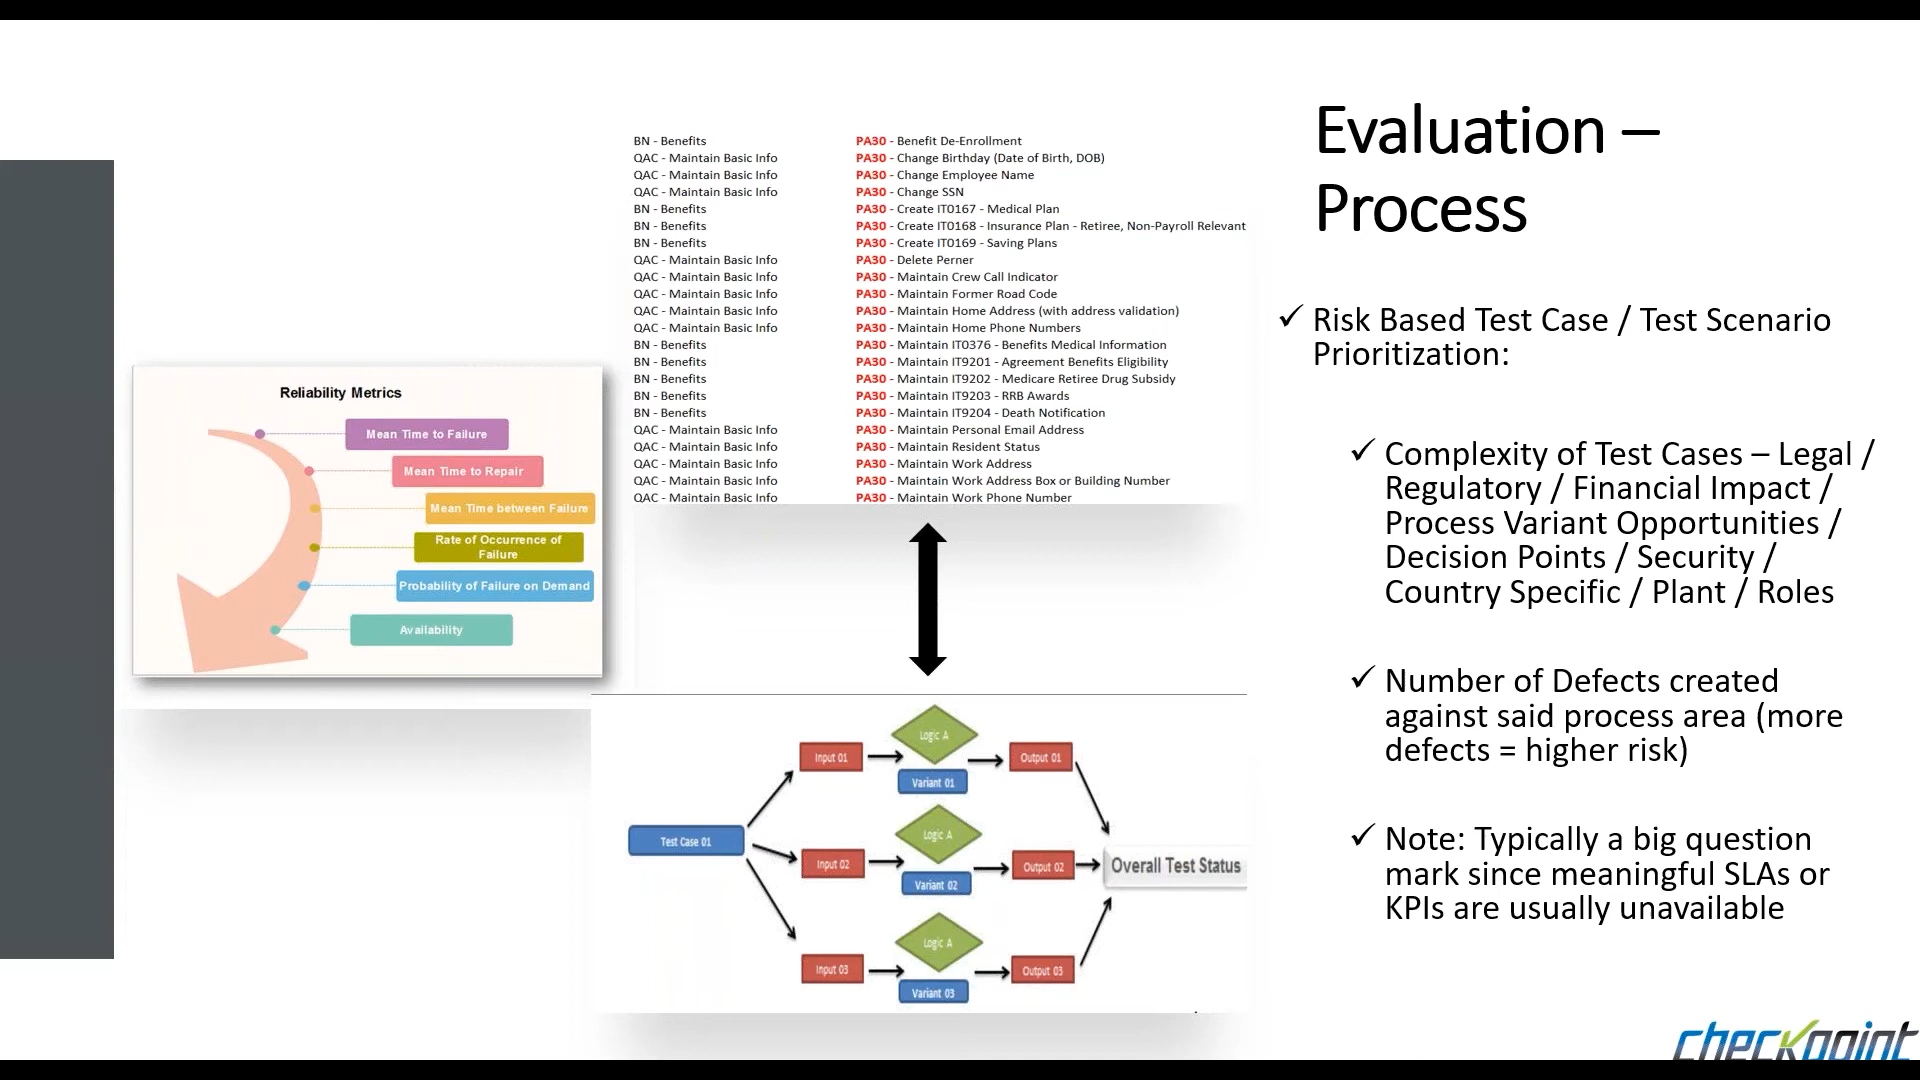 Evaluation –
Process
BN - Benefits PA30 - Benefit De-Enrollment
QAC - Maintain Basic Info PA30 - Change Birthday (Date of Birth, DOB)
QAC - Maintain Basic Info PA30 - Change Employee Name
QAC - Maintain Basic Info PA30 - Change SSN
BN - Benefits PA30 - Create IT0167 - Medical Plan
BN - Benefits PA30 - Create IT0168 - Insurance Plan - Retiree, Non-Payroll Relevant
BN - Benefits PA30 - Create IT0169 - Saving Plans
QAC - Maintain Basic Info PA30 - Delete Perner
QAC - Maintain Basic Info PA30 - Maintain Crew Call Indicator
QAC - Maintain Basic Info PA30 - Maintain Former Road Code
QAC - Maintain Basic Info PA30 - Maintain Home Address (with address validation)
QAC - Maintain Basic Info PA30 - Maintain Home Phone Numbers
BN - Benefits PA30 - Maintain IT0376 - Benefits Medical Information
BN - Benefits PA30 - Maintain IT9201 - Agreement Benefits Eligibility
BN - Benefits PA30 - Maintain IT9202 - Medicare Retiree Drug Subsidy
BN - Benefits PA30 - Maintain IT9203 - RRB Awards
BN - Benefits PA30 - Maintain IT9204 - Death Notification
QAC - Maintain Basic Info PA30 - Maintain Personal Email Address
QAC - Maintain Basic Info PA30 - Maintain Resident Status
QAC - Maintain Basic Info PA30 - Maintain Work Address
QAC - Maintain Basic Info PA30 - Maintain Work Address Box or Building Number
QAC - Maintain Basic Info PA30 - Maintain Work Phone Number
Reliability Metrics
Mean Time to Failure
Mean Time to Repair
Mean Time between Failure
Rate of Occurrence of
Failure
Probability of Failure on Demand
Availability
Test Case 01
Input 01
Logic A
Variant 01
Output 01
Input 02
Logic A
Variant 02
Output 02
Input 03
Logic A
Variant 03
Output 03
Overall Test Status
✓ Risk Based Test Case / Test Scenario
Prioritization:
✓ Complexity of Test Cases – Legal /
Regulatory / Financial Impact /
Process Variant Opportunities /
Decision Points / Security /
Country Specific / Plant / Roles
✓ Number of Defects created
against said process area (more
defects = higher risk)
✓ Note: Typically a big question
mark since meaningful SLAs or
KPIs are usually unavailable
checkpoint